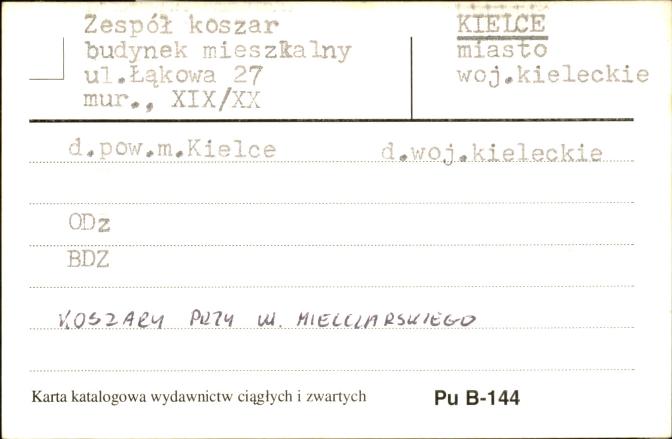 Zespół koszar
budynek mieszkalny
ul.Łąkowa 27
mur., XIX/XX
KIELCE
miasto
woj.kieleckie
d.pow.m.Kielce d.woj.kieleckie
ODz
BDZ
KOSZARY PRZY UL. MIELCZARSKIEGO
Karta katalogowa wydawnictw ciągłych i zwartych Pu B-144